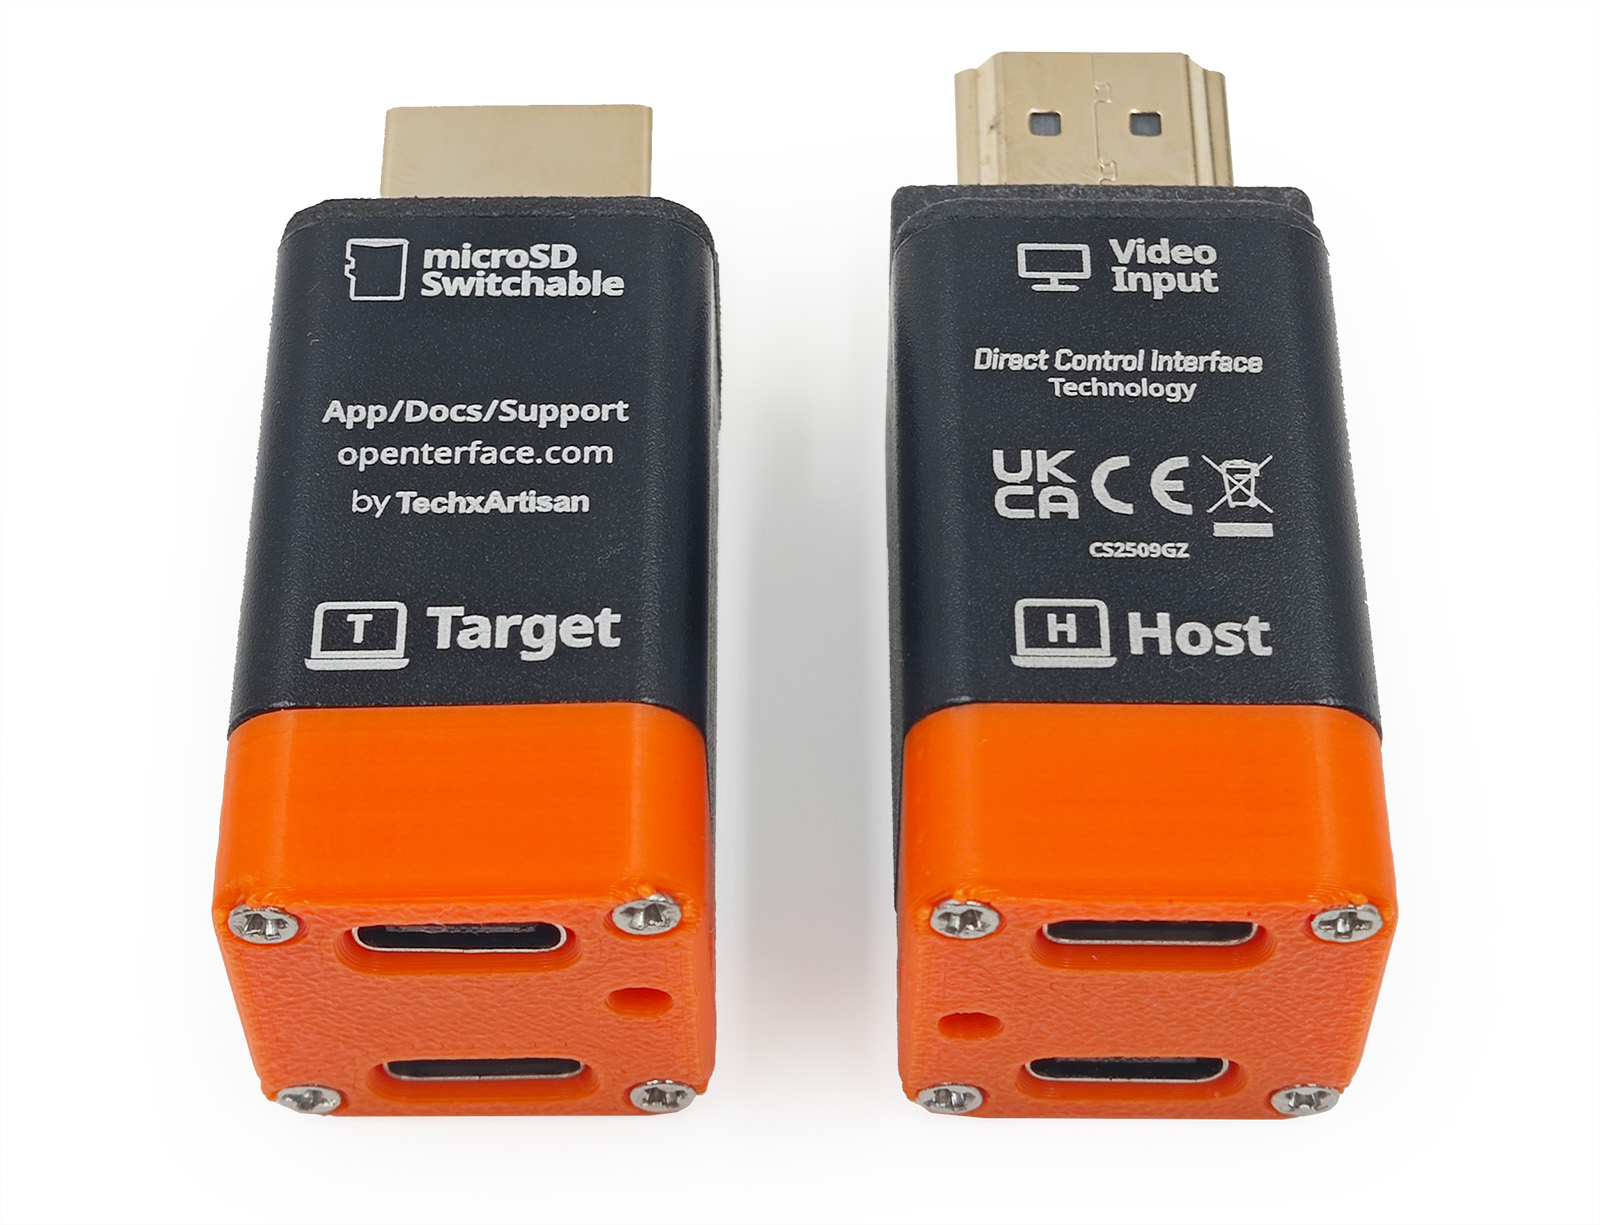 microSD
Switchable
App/Docs/Support
openterface.com
by TechxArtisan
T Target
Video
Input
Direct Control Interface
Technology
UK
CA CE
CS2509GZ
H Host